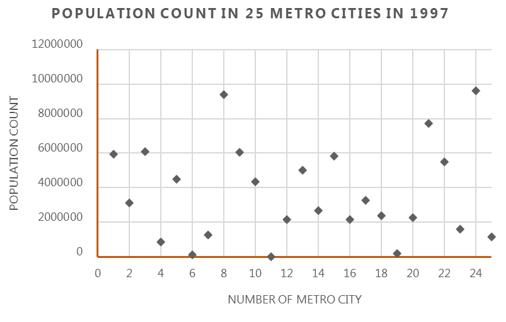 POPULATION COUNT IN 25 METRO CITIES IN 1997
12000000
10000000
8000000
6000000
4000000
2000000
0
0 2 4 6 8 10 12 14 16 18 20 22 24
POPULATION COUNT
NUMBER OF METRO CITY